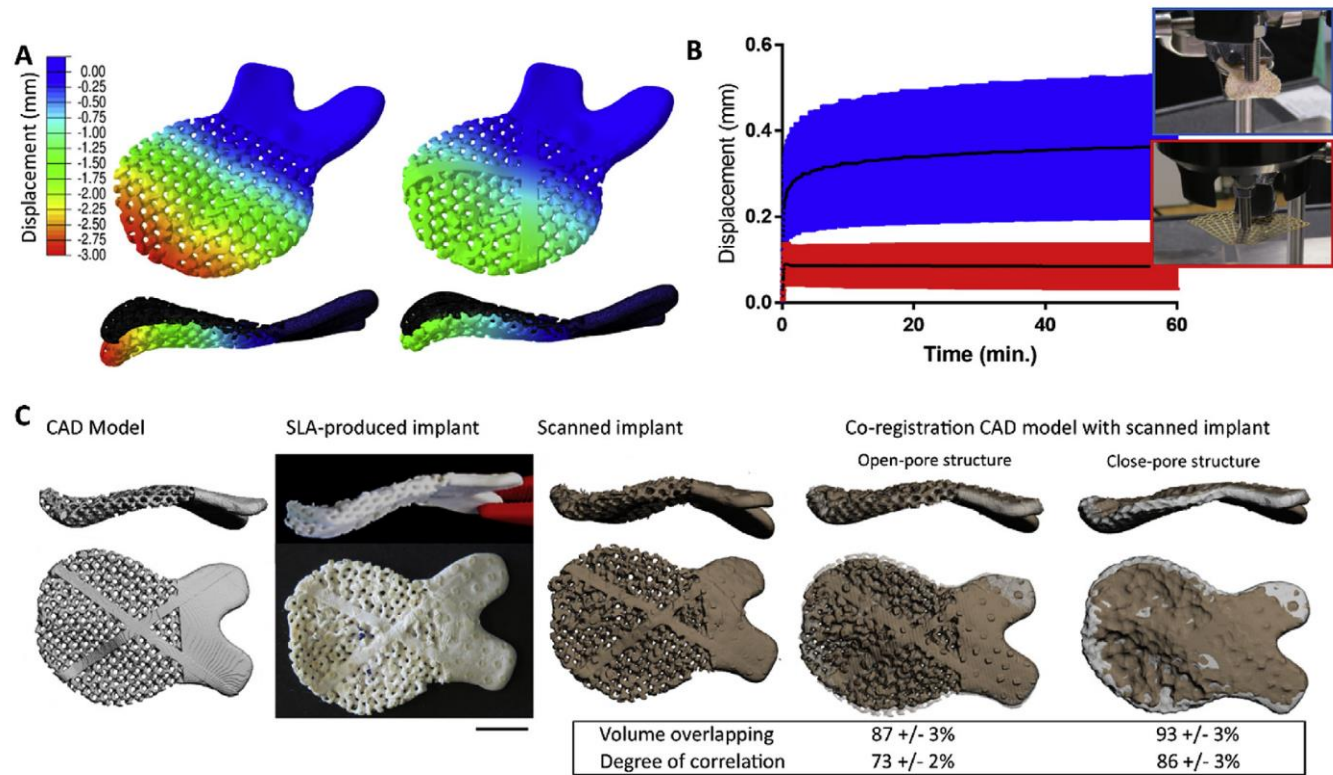 A
Displacement (mm)
0.00
-0.25
-0.50
-0.75
-1.00
-1.25
-1.50
-1.75
-2.00
-2.25
-2.50
-2.75
-3.00
B
Displacement (mm)
0.6
0.4
0.2
0.0
0 20 40 60
Time (min.)
C
CAD Model
SLA-produced implant
Scanned implant
Co-registration CAD model with scanned implant
Open-pore structure
Close-pore structure
Volume overlapping 87 +/- 3% 93 +/- 3%
Degree of correlation 73 +/- 2% 86 +/- 3%